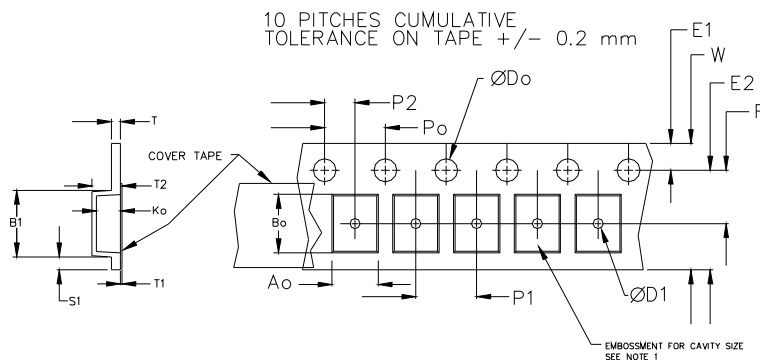 10 PITCHES CUMULATIVE
TOLERANCE ON TAPE +/- 0.2 mm
E1
W
ØDo
E2
P2
F
T
Po
COVER TAPE
T2
Ko
B1
Bo
S1
T1
Ao
P1
ØD1
EMBOSSMENT FOR CAVITY SIZE
SEE NOTE 1